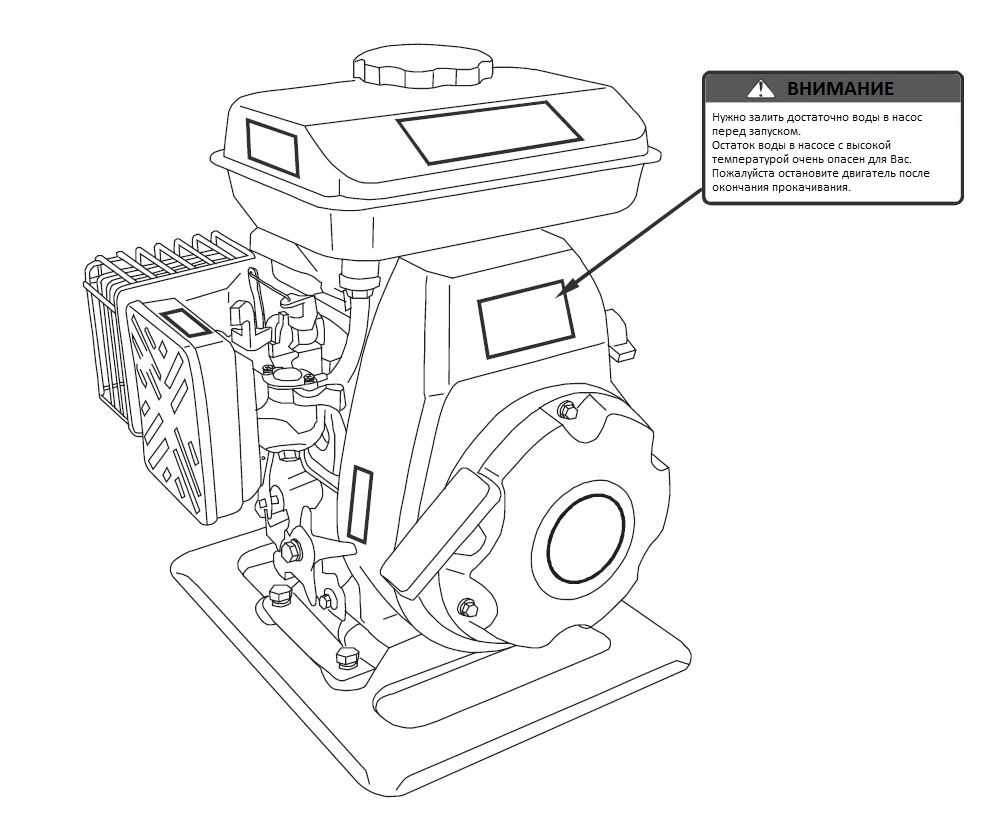 ВНИМАНИЕ
Нужно залить достаточно воды в насос
перед запуском.
Остаток воды в насосе с высокой
температурой очень опасен для Вас.
Пожалуйста остановите двигатель после
окончания прокачивания.